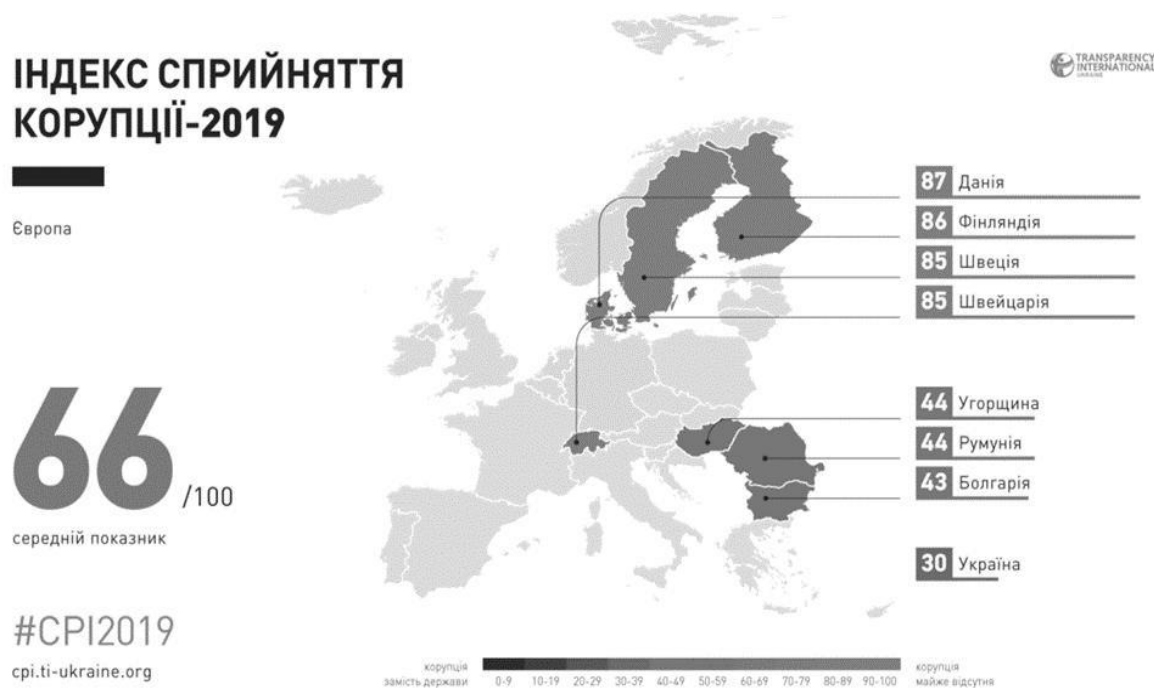 ІНДЕКС СПРИЙНЯТТЯ
КОРУПЦІЇ-2019
Європа
66 /100
середній показник
#CPI2019
cpi.ti-ukraine.org
TRANSPARENCY
INTERNATIONAL
UKRAINE
87 Данія
86 Фінляндія
85 Швеція
85 Швейцарія
44 Угорщина
44 Румунія
43 Болгарія
30 Україна
корупція
замість держави
0-9 10-19 20-29 30-39 40-49 50-59 60-69 70-79 80-89 90-100
корупція
майже відсутня